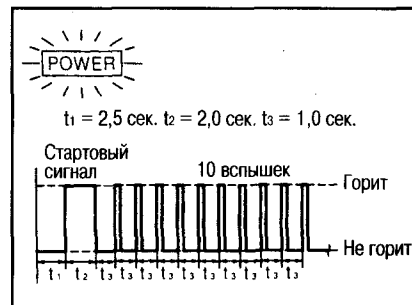 POWER
t₁ = 2,5 сек. t₂ = 2,0 сек. t₃ = 1,0 сек.
Стартовый
сигнал
10 вспышек
Горит
Не горит
t₁ t₂ t₃ t₃ t₃ t₃ t₃ t₃ t₃ t₃ t₃ t₃